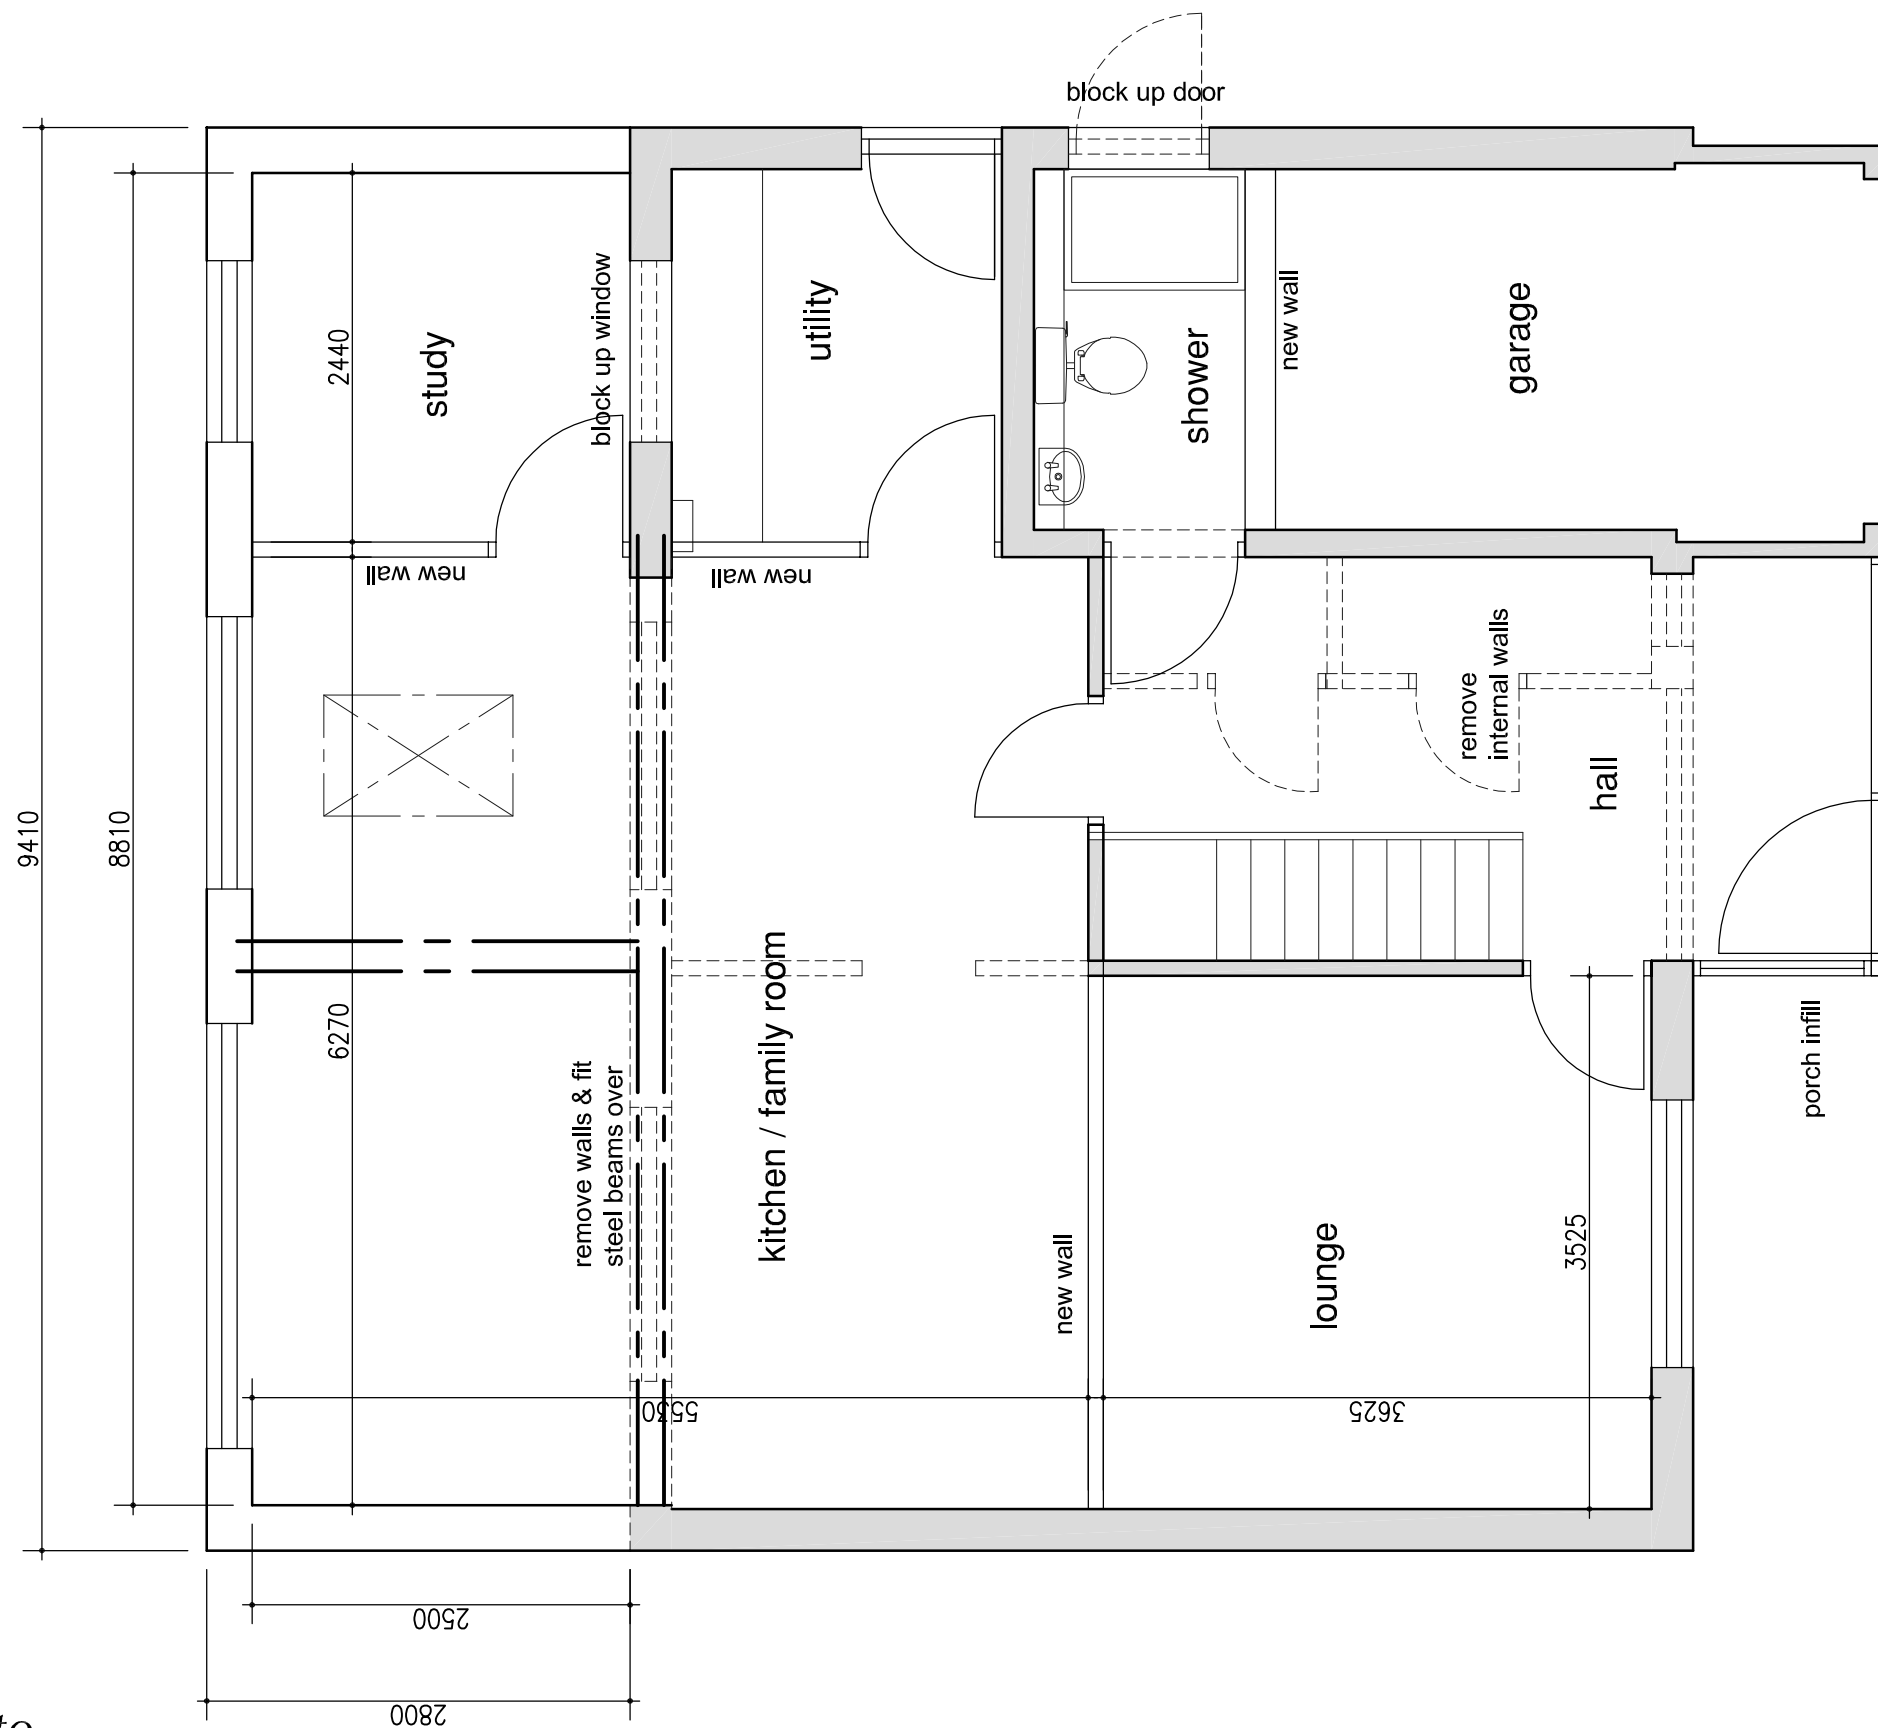 block up door
9410
8810
2440
study
block up window
utility
shower
new wall
garage
new wall
new wall
remove
internal walls
hall
6270
remove walls & fit
steel beams over
kitchen / family room
new wall
lounge
3525
porch infill
5530
3625
2500
2800